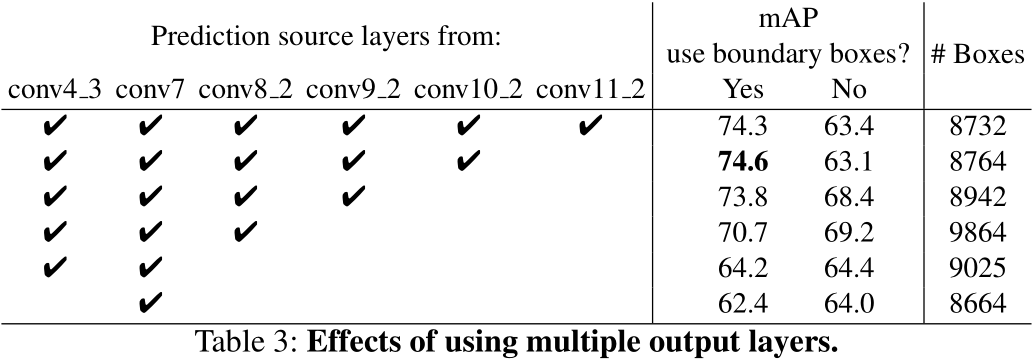 Prediction source layers from: mAP
use boundary boxes? # Boxes
conv4_3 conv7 conv8_2 conv9_2 conv10_2 conv11_2 Yes No
✔ ✔ ✔ ✔ ✔ ✔ 74.3 63.4 8732
✔ ✔ ✔ ✔ ✔ 74.6 63.1 8764
✔ ✔ ✔ ✔ 73.8 68.4 8942
✔ ✔ ✔ 70.7 69.2 9864
✔ ✔ 64.2 64.4 9025
✔ 62.4 64.0 8664
Table 3: Effects of using multiple output layers.